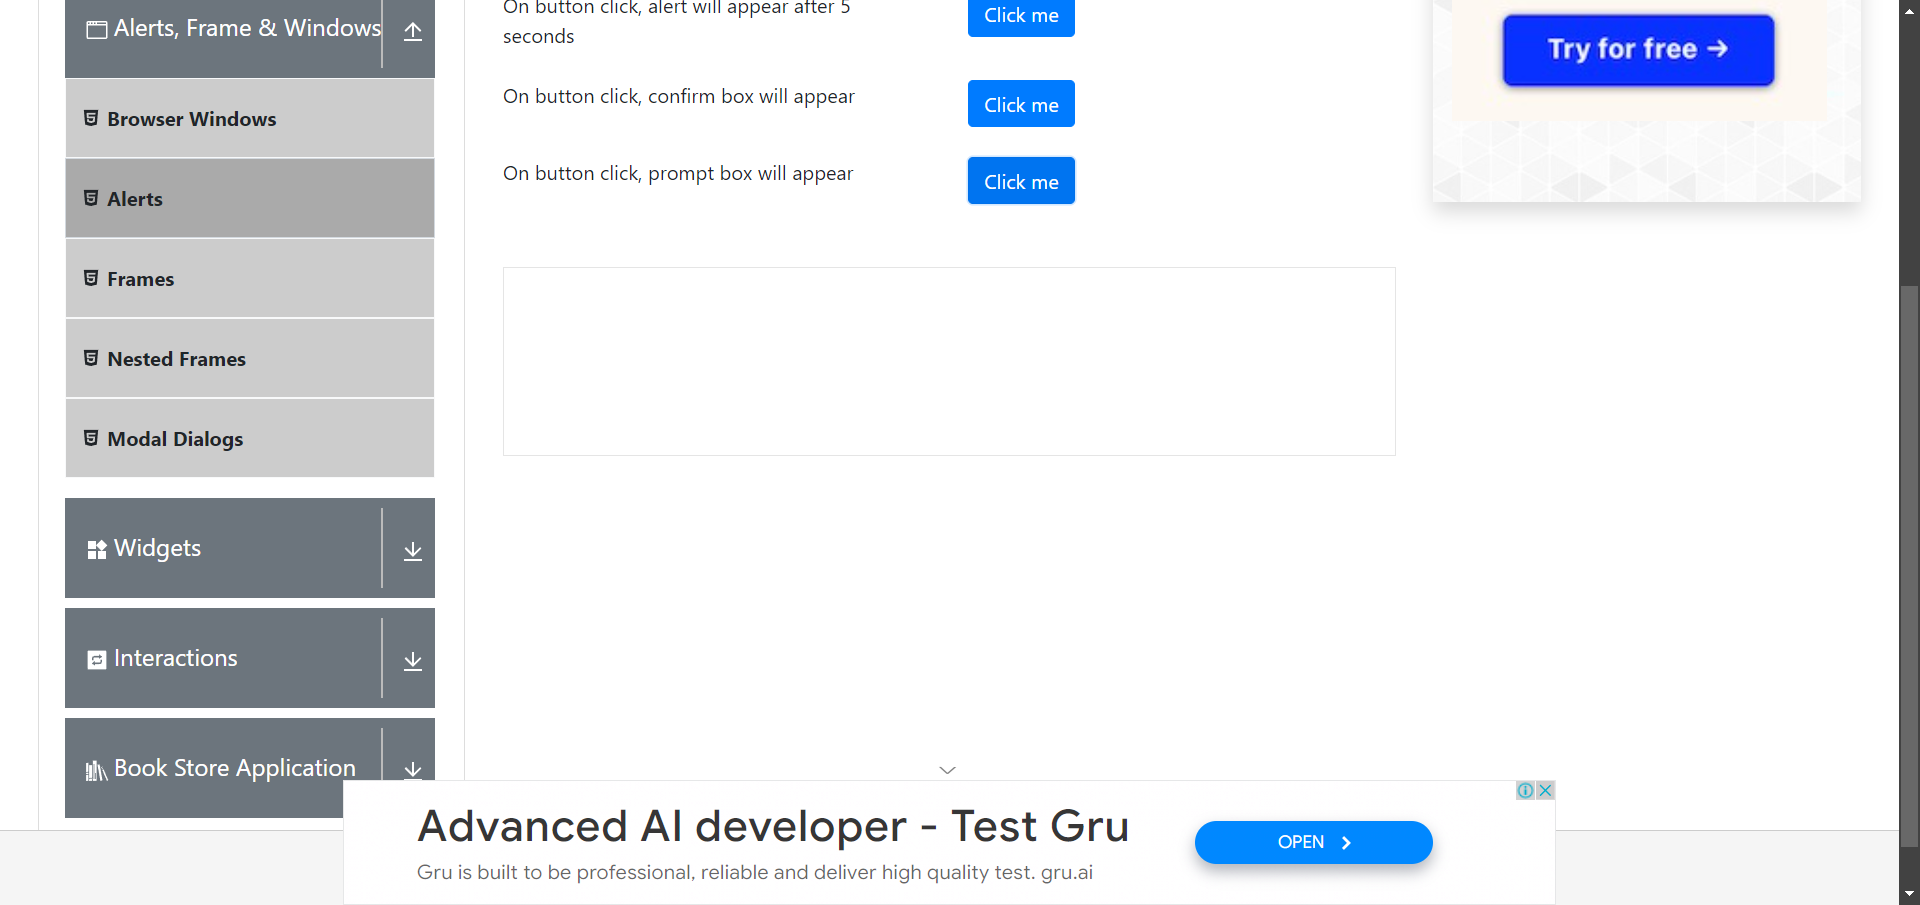 Alerts, Frame & Windows
Browser Windows
Alerts
Frames
Nested Frames
Modal Dialogs
Widgets
Interactions
Book Store Application
On button click, alert will appear after 5
seconds
Click me
On button click, confirm box will appear
Click me
On button click, prompt box will appear
Click me
Try for free →
Advanced AI developer - Test Gru
Gru is built to be professional, reliable and deliver high quality test. gru.ai
OPEN